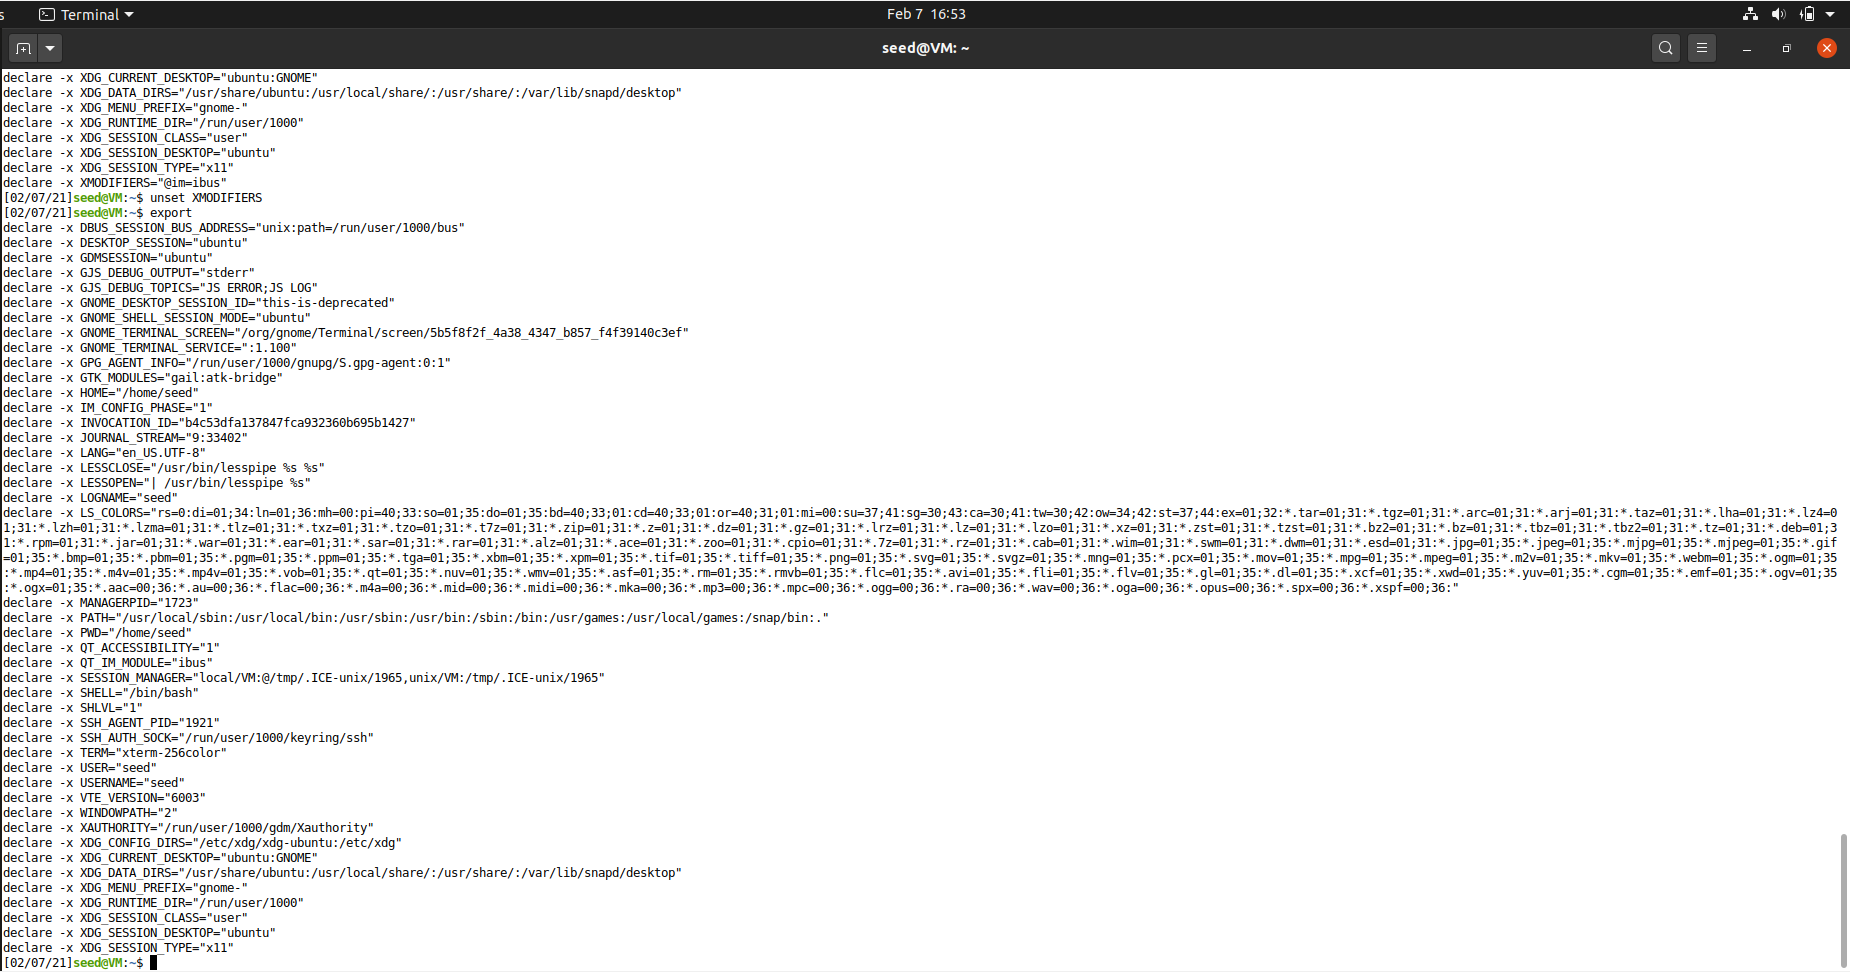 s
Terminal
Feb 7 16:53
seed@VM: ~
declare -x XDG_CURRENT_DESKTOP="ubuntu:GNOME"
declare -x XDG_DATA_DIRS="/usr/share/ubuntu:/usr/local/share/:/usr/share/:/var/lib/snapd/desktop"
declare -x XDG_MENU_PREFIX="gnome-"
declare -x XDG_RUNTIME_DIR="/run/user/1000"
declare -x XDG_SESSION_CLASS="user"
declare -x XDG_SESSION_DESKTOP="ubuntu"
declare -x XDG_SESSION_TYPE="x11"
declare -x XMODIFIERS="@im=ibus"
[02/07/21]seed@VM:~$ unset XMODIFIERS
[02/07/21]seed@VM:~$ export
declare -x DBUS_SESSION_BUS_ADDRESS="unix:path=/run/user/1000/bus"
declare -x DESKTOP_SESSION="ubuntu"
declare -x GDMSESSION="ubuntu"
declare -x GJS_DEBUG_OUTPUT="stderr"
declare -x GJS_DEBUG_TOPICS="JS ERROR;JS LOG"
declare -x GNOME_DESKTOP_SESSION_ID="this-is-deprecated"
declare -x GNOME_SHELL_SESSION_MODE="ubuntu"
declare -x GNOME_TERMINAL_SCREEN="/org/gnome/Terminal/screen/5b5f8f2f_4a38_4347_b857_f4f39140c3ef"
declare -x GNOME_TERMINAL_SERVICE=":1.100"
declare -x GPG_AGENT_INFO="/run/user/1000/gnupg/S.gpg-agent:0:1"
declare -x GTK_MODULES="gail:atk-bridge"
declare -x HOME="/home/seed"
declare -x IM_CONFIG_PHASE="1"
declare -x INVOCATION_ID="b4c53dfa137847fca932360b695b1427"
declare -x JOURNAL_STREAM="9:33402"
declare -x LANG="en_US.UTF-8"
declare -x LESSCLOSE="/usr/bin/lesspipe %s %s"
declare -x LESSOPEN="| /usr/bin/lesspipe %s"
declare -x LOGNAME="seed"
declare -x LS_COLORS="rs=0:di=01;34:ln=01;36:mh=00:pi=40;33:so=01;35:do=01;35:bd=40;33;01:cd=40;33;01:or=40;31;01:mi=00:su=37;41:sg=30;43:ca=30;41:tw=30;42:ow=34;42:st=37;44:ex=01;32:*.tar=01;31:*.tgz=01;31:*.arc=01;31:*.arj=01;31:*.taz=01;31:*.lha=01;31:*.lz4=0
1;31:*.lzh=01;31:*.lzma=01;31:*.tlz=01;31:*.txz=01;31:*.tzo=01;31:*.t7z=01;31:*.zip=01;31:*.z=01;31:*.dz=01;31:*.gz=01;31:*.lrz=01;31:*.lz=01;31:*.lzo=01;31:*.xz=01;31:*.zst=01;31:*.tzst=01;31:*.bz2=01;31:*.bz=01;31:*.tbz=01;31:*.tbz2=01;31:*.tz=01;31:*.deb=01;3
1:*.rpm=01;31:*.jar=01;31:*.war=01;31:*.ear=01;31:*.sar=01;31:*.rar=01;31:*.alz=01;31:*.ace=01;31:*.zoo=01;31:*.cpio=01;31:*.7z=01;31:*.rz=01;31:*.cab=01;31:*.wim=01;31:*.swm=01;31:*.dwm=01;31:*.esd=01;31:*.jpg=01;35:*.jpeg=01;35:*.mjpg=01;35:*.mjpeg=01;35:*.gif
=01;35:*.bmp=01;35:*.pbm=01;35:*.pgm=01;35:*.ppm=01;35:*.tga=01;35:*.xbm=01;35:*.xpm=01;35:*.tif=01;35:*.tiff=01;35:*.png=01;35:*.svg=01;35:*.svgz=01;35:*.mng=01;35:*.pcx=01;35:*.mov=01;35:*.mpg=01;35:*.mpeg=01;35:*.m2v=01;35:*.mkv=01;35:*.webm=01;35:*.ogm=01;35
:*.mp4=01;35:*.m4v=01;35:*.mp4v=01;35:*.vob=01;35:*.qt=01;35:*.nuv=01;35:*.wmv=01;35:*.asf=01;35:*.rm=01;35:*.rmvb=01;35:*.flc=01;35:*.avi=01;35:*.fli=01;35:*.flv=01;35:*.gl=01;35:*.dl=01;35:*.xcf=01;35:*.xwd=01;35:*.yuv=01;35:*.cgm=01;35:*.emf=01;35:*.ogv=01;35
:*.ogx=01;35:*.aac=00;36:*.au=00;36:*.flac=00;36:*.m4a=00;36:*.mid=00;36:*.midi=00;36:*.mka=00;36:*.mp3=00;36:*.mpc=00;36:*.ogg=00;36:*.ra=00;36:*.wav=00;36:*.oga=00;36:*.opus=00;36:*.spx=00;36:*.xspf=00;36:"
declare -x MANAGERPID="1723"
declare -x PATH="/usr/local/sbin:/usr/local/bin:/usr/sbin:/usr/bin:/sbin:/bin:/usr/games:/usr/local/games:/snap/bin:."
declare -x PWD="/home/seed"
declare -x QT_ACCESSIBILITY="1"
declare -x QT_IM_MODULE="ibus"
declare -x SESSION_MANAGER="local/VM:@/tmp/.ICE-unix/1965,unix/VM:/tmp/.ICE-unix/1965"
declare -x SHELL="/bin/bash"
declare -x SHLVL="1"
declare -x SSH_AGENT_PID="1921"
declare -x SSH_AUTH_SOCK="/run/user/1000/keyring/ssh"
declare -x TERM="xterm-256color"
declare -x USER="seed"
declare -x USERNAME="seed"
declare -x VTE_VERSION="6003"
declare -x WINDOWPATH="2"
declare -x XAUTHORITY="/run/user/1000/gdm/Xauthority"
declare -x XDG_CONFIG_DIRS="/etc/xdg/xdg-ubuntu:/etc/xdg"
declare -x XDG_CURRENT_DESKTOP="ubuntu:GNOME"
declare -x XDG_DATA_DIRS="/usr/share/ubuntu:/usr/local/share/:/usr/share/:/var/lib/snapd/desktop"
declare -x XDG_MENU_PREFIX="gnome-"
declare -x XDG_RUNTIME_DIR="/run/user/1000"
declare -x XDG_SESSION_CLASS="user"
declare -x XDG_SESSION_DESKTOP="ubuntu"
declare -x XDG_SESSION_TYPE="x11"
[02/07/21]seed@VM:~$